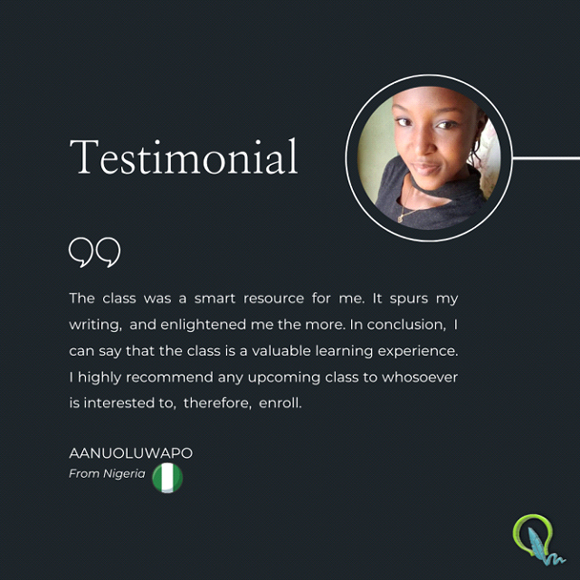 Testimonial
The class was a smart resource for me. It spurs my
writing, and enlightened me the more. In conclusion, I
can say that the class is a valuable learning experience.
I highly recommend any upcoming class to whosoever
is interested to, therefore, enroll.
AANUOLUWAPO
From Nigeria